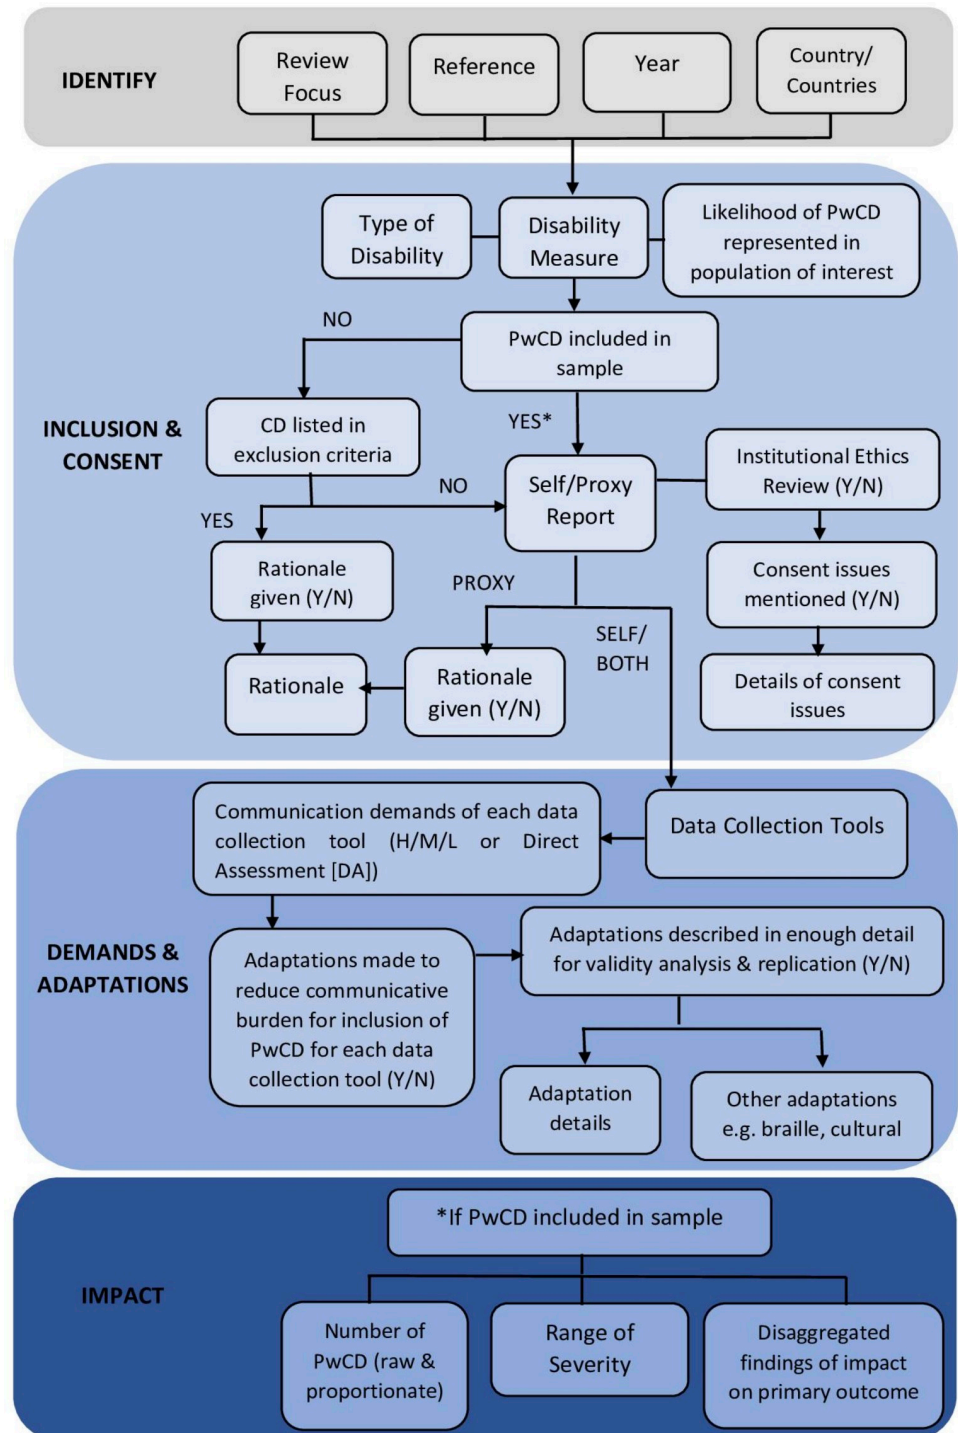 IDENTIFY
Review
Focus
Reference
Year
Country/
Countries
Type of
Disability
Disability
Measure
Likelihood of PwCD
represented in
population of interest
NO
PwCD included in
sample
INCLUSION &
CONSENT
CD listed in
exclusion criteria
YES*
NO
Self/Proxy
Report
Institutional Ethics
Review (Y/N)
YES
Rationale
given (Y/N)
PROXY
Consent issues
mentioned (Y/N)
SELF/
BOTH
Rationale
Rationale
given (Y/N)
Details of consent
issues
DEMANDS &
ADAPTATIONS
Communication demands of each data
collection tool (H/M/L or Direct
Assessment [DA])
Data Collection Tools
Adaptations made to
reduce communicative
burden for inclusion of
PwCD for each data
collection tool (Y/N)
Adaptations described in enough detail
for validity analysis & replication (Y/N)
Adaptation
details
Other adaptations
e.g. braille, cultural
IMPACT
*If PwCD included in sample
Number of
PwCD (raw &
proportionate)
Range of
Severity
Disaggregated
findings of impact
on primary outcome